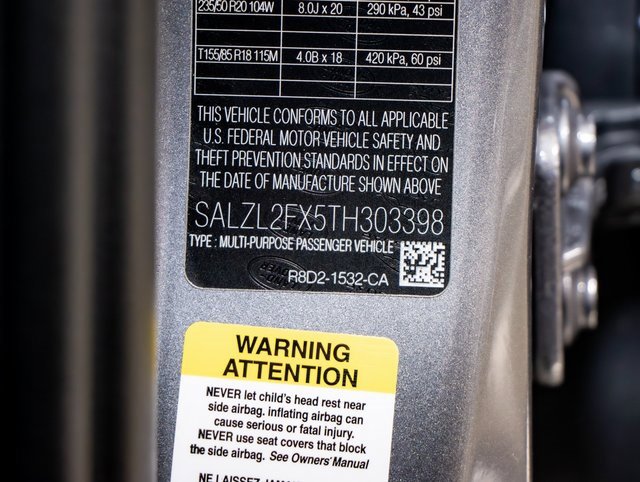 235/50 R20 104W 8.0J x 20 290 kPa, 43 psi
T155/85 R18 115M 4.0B x 18 420 kPa, 60 psi
THIS VEHICLE CONFORMS TO ALL APPLICABLE
U.S. FEDERAL MOTOR VEHICLE SAFETY AND
THEFT PREVENTION STANDARDS IN EFFECT ON
THE DATE OF MANUFACTURE SHOWN ABOVE
SALZL2FX5TH303398
TYPE : MULTI-PURPOSE PASSENGER VEHICLE
R8D2-1532-CA
WARNING
ATTENTION
NEVER let child's head rest near
side airbag. inflating airbag can
cause serious or fatal injury.
NEVER use seat covers that block
the side airbag. See Owners' Manual
NE LAISSEZ